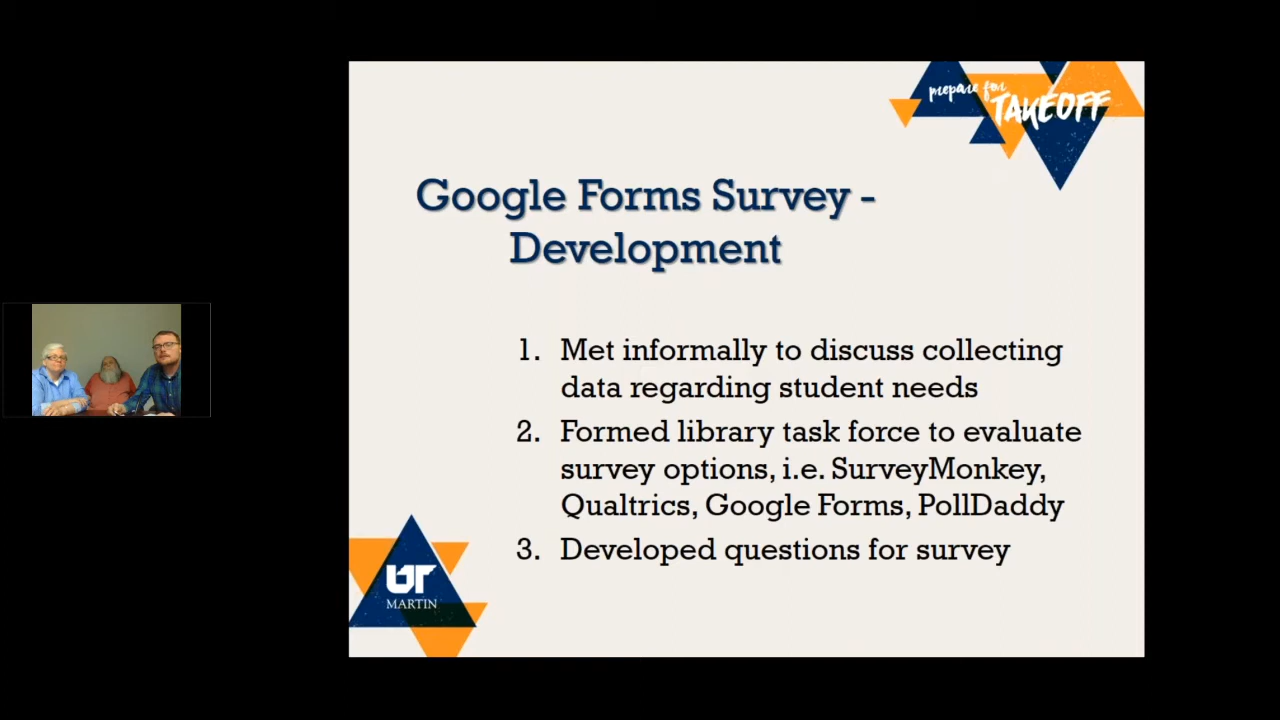 prepare for
TAKEOFF
Google Forms Survey -
Development
1. Met informally to discuss collecting
data regarding student needs
2. Formed library task force to evaluate
survey options, i.e. SurveyMonkey,
Qualtrics, Google Forms, PollDaddy
3. Developed questions for survey
UT
MARTIN